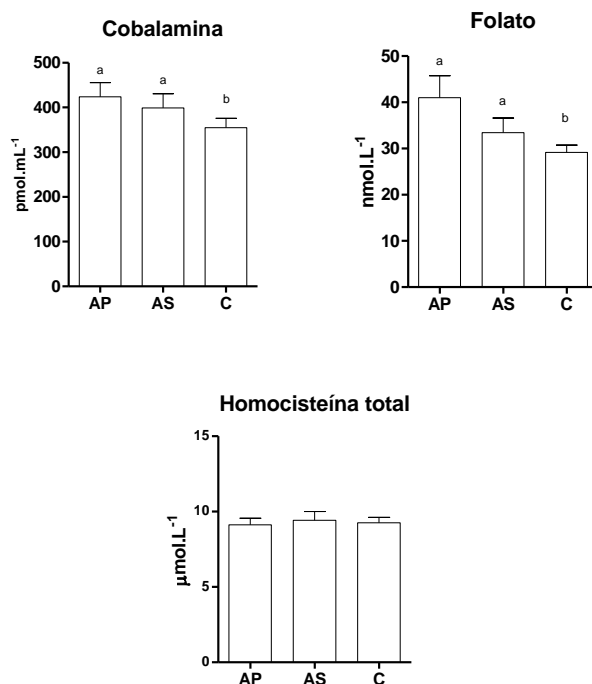 Cobalamina
500
400
300
200
100
0
pmol.mL⁻¹
a
a
b
AP AS C
Folato
50
40
30
20
10
0
nmol.L⁻¹
a
a
b
AP AS C
Homocisteína total
15
10
5
0
µmol.L⁻¹
AP AS C